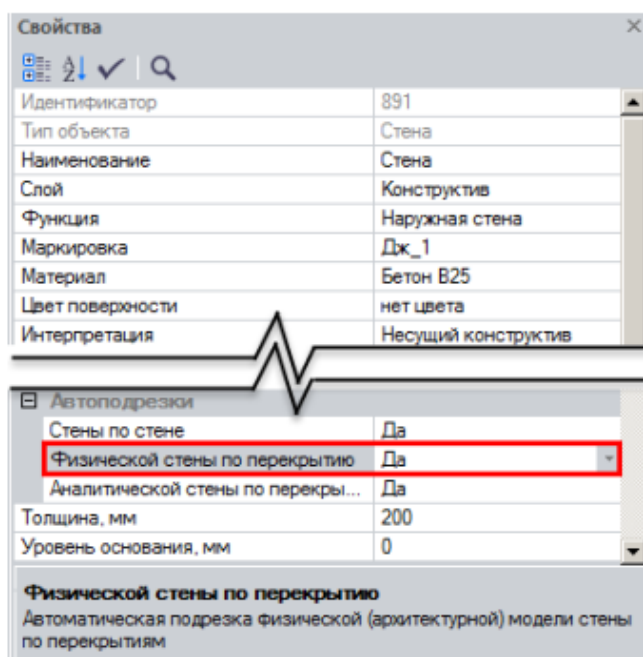 Свойства
Идентификатор 891
Тип объекта Стена
Наименование Стена
Слой Конструктив
Функция Наружная стена
Маркировка Дж_1
Материал Бетон B25
Цвет поверхности нет цвета
Интерпретация Несущий конструктив
Автоподрезки
Стены по стене Да
Физической стены по перекрытию Да
Аналитической стены по перекры... Да
Толщина, мм 200
Уровень основания, мм 0
Физической стены по перекрытию
Автоматическая подрезка физической (архитектурной) модели стены
по перекрытиям